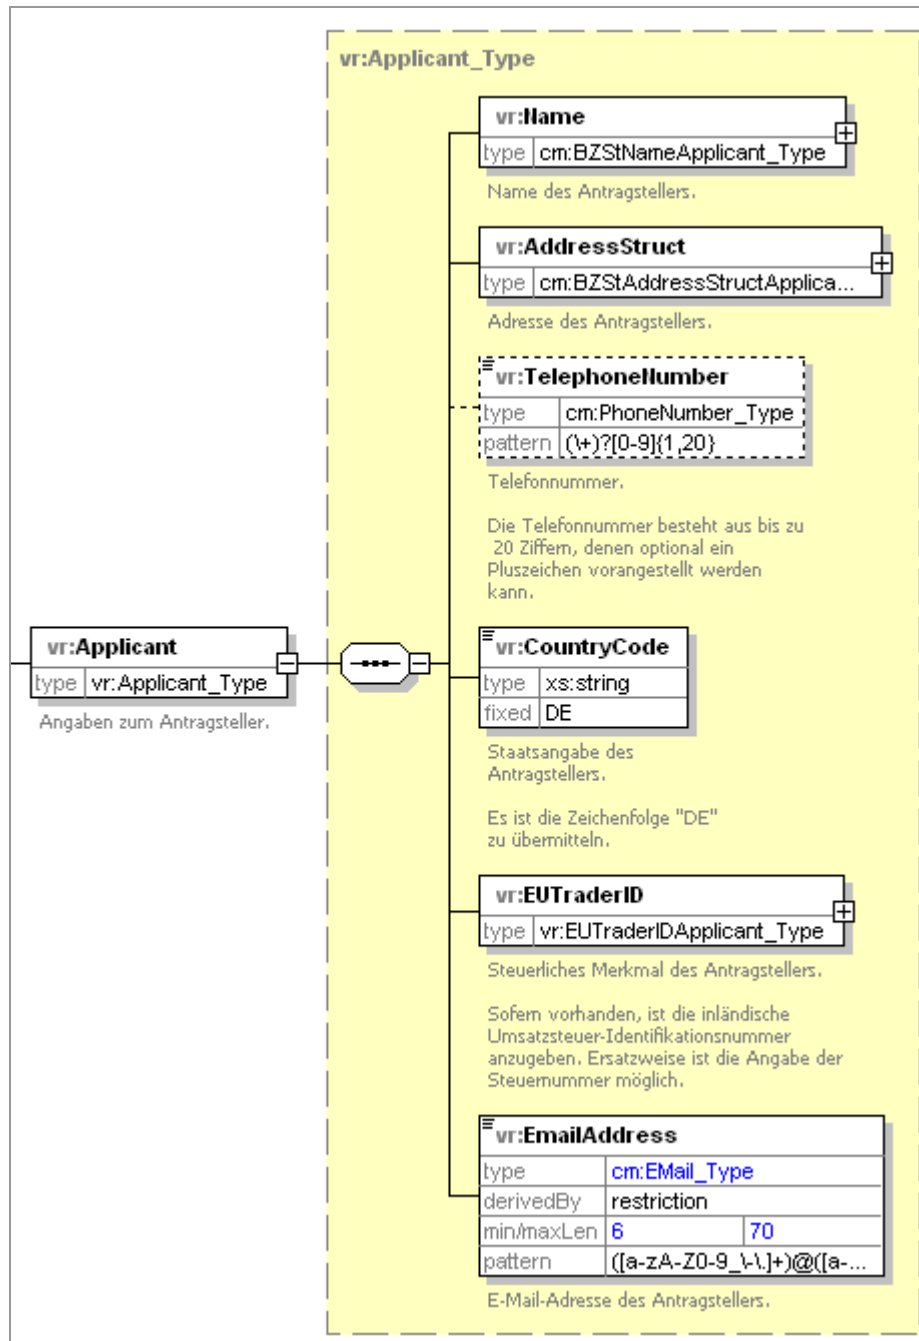 vr:Applicant_Type
vr:Name
type cm:BZStNameApplicant_Type
Name des Antragstellers.
vr:AddressStruct
type cm:BZStAddressStructApplica...
Adresse des Antragstellers.
vr:TelephoneNumber
type cm:PhoneNumber_Type
pattern (\+)?[0-9]{1,20}
Telefonnummer.
Die Telefonnummer besteht aus bis zu
20 Ziffern, denen optional ein
Pluszeichen vorangestellt werden
kann.
vr:Applicant
type vr:Applicant_Type
Angaben zum Antragsteller.
vr:CountryCode
type xs:string
fixed DE
Staatsangabe des
Antragstellers.
Es ist die Zeichenfolge "DE"
zu übermitteln.
vr:EUTraderID
type vr:EUTraderIDApplicant_Type
Steuerliches Merkmal des Antragstellers.
Sofern vorhanden, ist die inländische
Umsatzsteuer-Identifikationsnummer
anzugeben. Ersatzweise ist die Angabe der
Steuernummer möglich.
vr:EmailAddress
type cm:EMail_Type
derivedBy restriction
min/maxLen 6 70
pattern ([a-zA-Z0-9_\-\.]+)@([a-...
E-Mail-Adresse des Antragstellers.